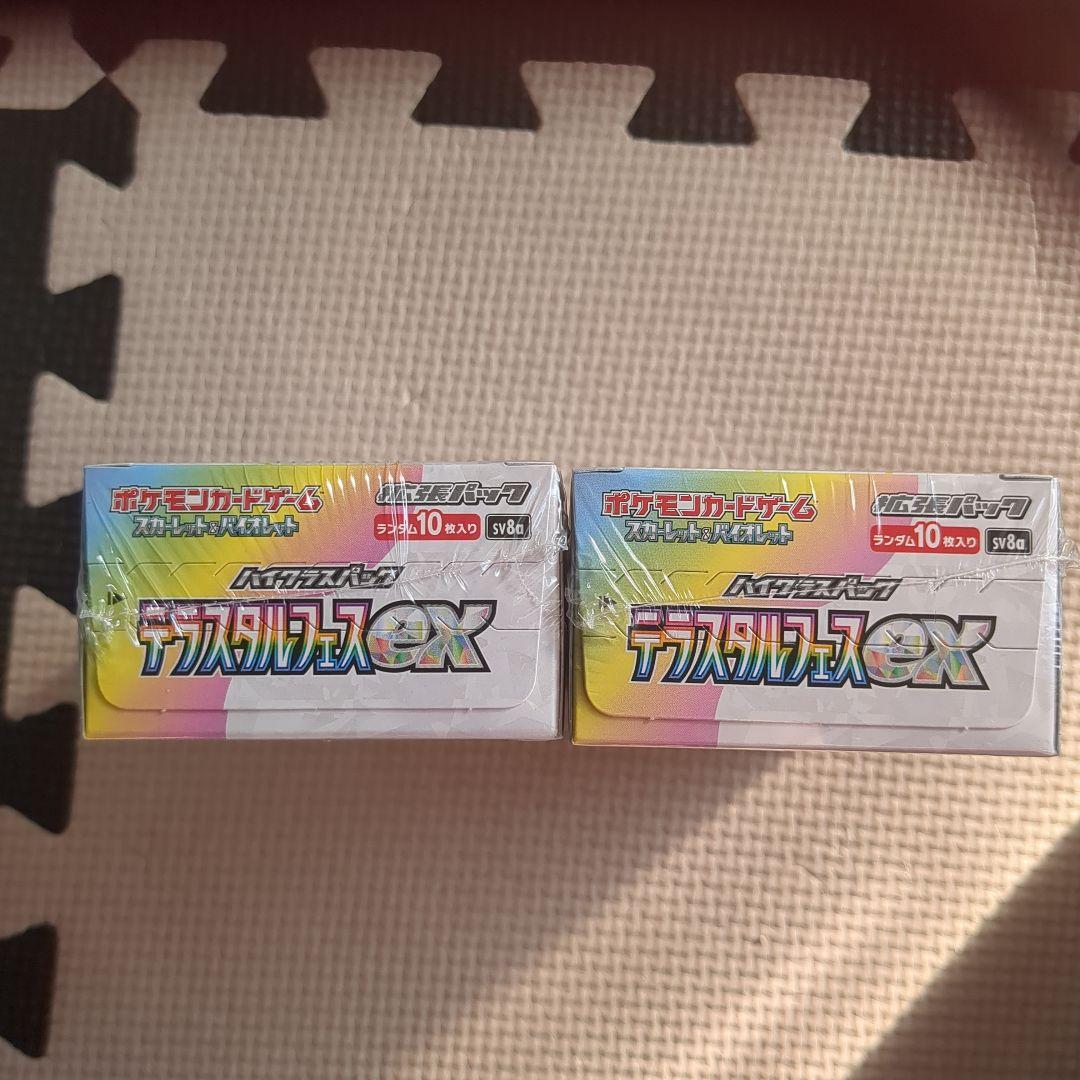 ポケモンカードゲーム
スカーレット&バイオレット
拡張パック
ランダム10枚入り sv8a
ハイクラスパック
テラスタルフェスex
ポケモンカードゲーム
スカーレット&バイオレット
拡張パック
ランダム10枚入り sv8a
ハイクラスパック
テラスタルフェスex